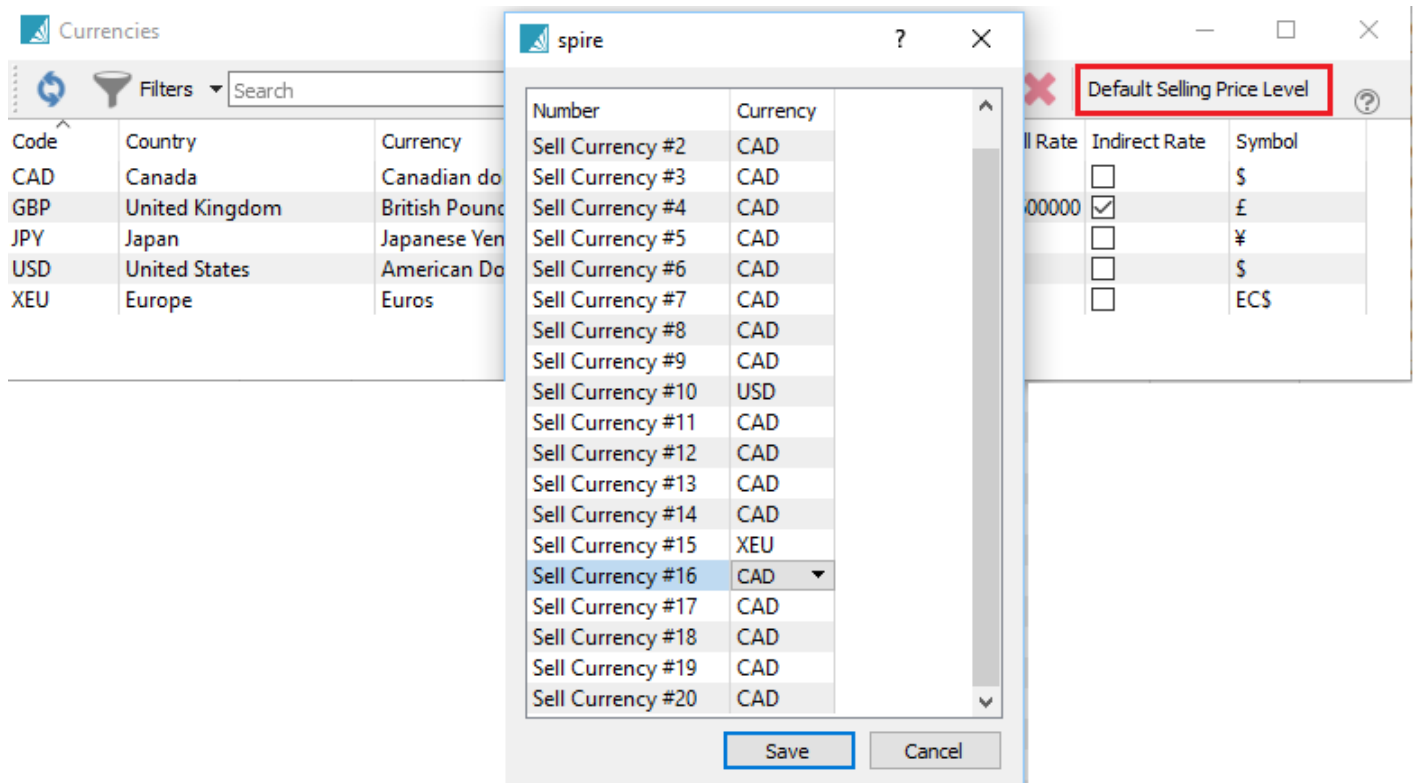 Currencies
Filters Search
Default Selling Price Level
Code Country Currency ll Rate Indirect Rate Symbol
CAD Canada Canadian do $
GBP United Kingdom British Pound 500000 £
JPY Japan Japanese Yen ¥
USD United States American Do $
XEU Europe Euros EC$
spire ?
Number Currency
Sell Currency #2 CAD
Sell Currency #3 CAD
Sell Currency #4 CAD
Sell Currency #5 CAD
Sell Currency #6 CAD
Sell Currency #7 CAD
Sell Currency #8 CAD
Sell Currency #9 CAD
Sell Currency #10 USD
Sell Currency #11 CAD
Sell Currency #12 CAD
Sell Currency #13 CAD
Sell Currency #14 CAD
Sell Currency #15 XEU
Sell Currency #16 CAD
Sell Currency #17 CAD
Sell Currency #18 CAD
Sell Currency #19 CAD
Sell Currency #20 CAD
Save Cancel